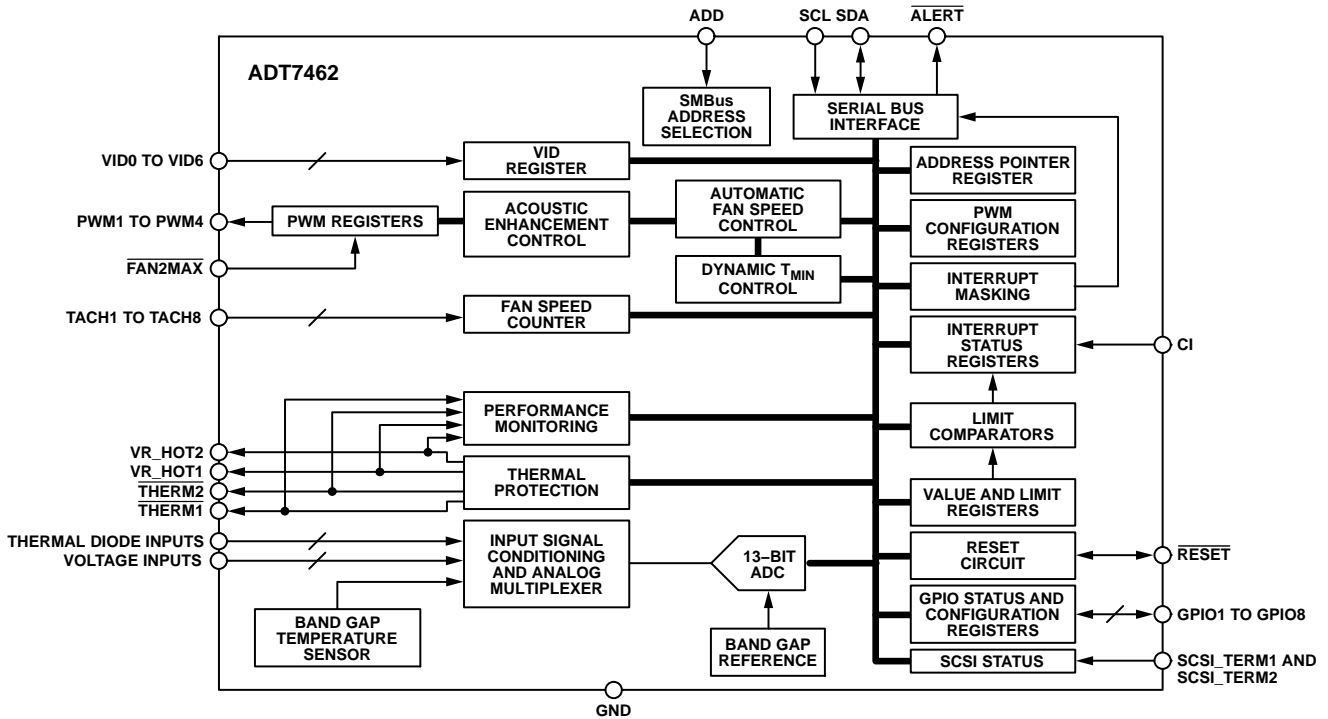 ADD
SCL SDA
ALERT
ADT7462
SMBus
ADDRESS
SELECTION
SERIAL BUS
INTERFACE
VID0 TO VID6
VID
REGISTER
ADDRESS POINTER
REGISTER
PWM1 TO PWM4
PWM REGISTERS
ACOUSTIC
ENHANCEMENT
CONTROL
AUTOMATIC
FAN SPEED
CONTROL
PWM
CONFIGURATION
REGISTERS
FAN2MAX
DYNAMIC TMIN
CONTROL
INTERRUPT
MASKING
TACH1 TO TACH8
FAN SPEED
COUNTER
INTERRUPT
STATUS
REGISTERS
CI
PERFORMANCE
MONITORING
LIMIT
COMPARATORS
VR_HOT2
VR_HOT1
THERM2
THERM1
THERMAL
PROTECTION
VALUE AND LIMIT
REGISTERS
THERMAL DIODE INPUTS
VOLTAGE INPUTS
INPUT SIGNAL
CONDITIONING
AND ANALOG
MULTIPLEXER
13–BIT
ADC
RESET
CIRCUIT
RESET
BAND GAP
TEMPERATURE
SENSOR
BAND GAP
REFERENCE
GPIO STATUS AND
CONFIGURATION
REGISTERS
GPIO1 TO GPIO8
SCSI STATUS
SCSI_TERM1 AND
SCSI_TERM2
GND